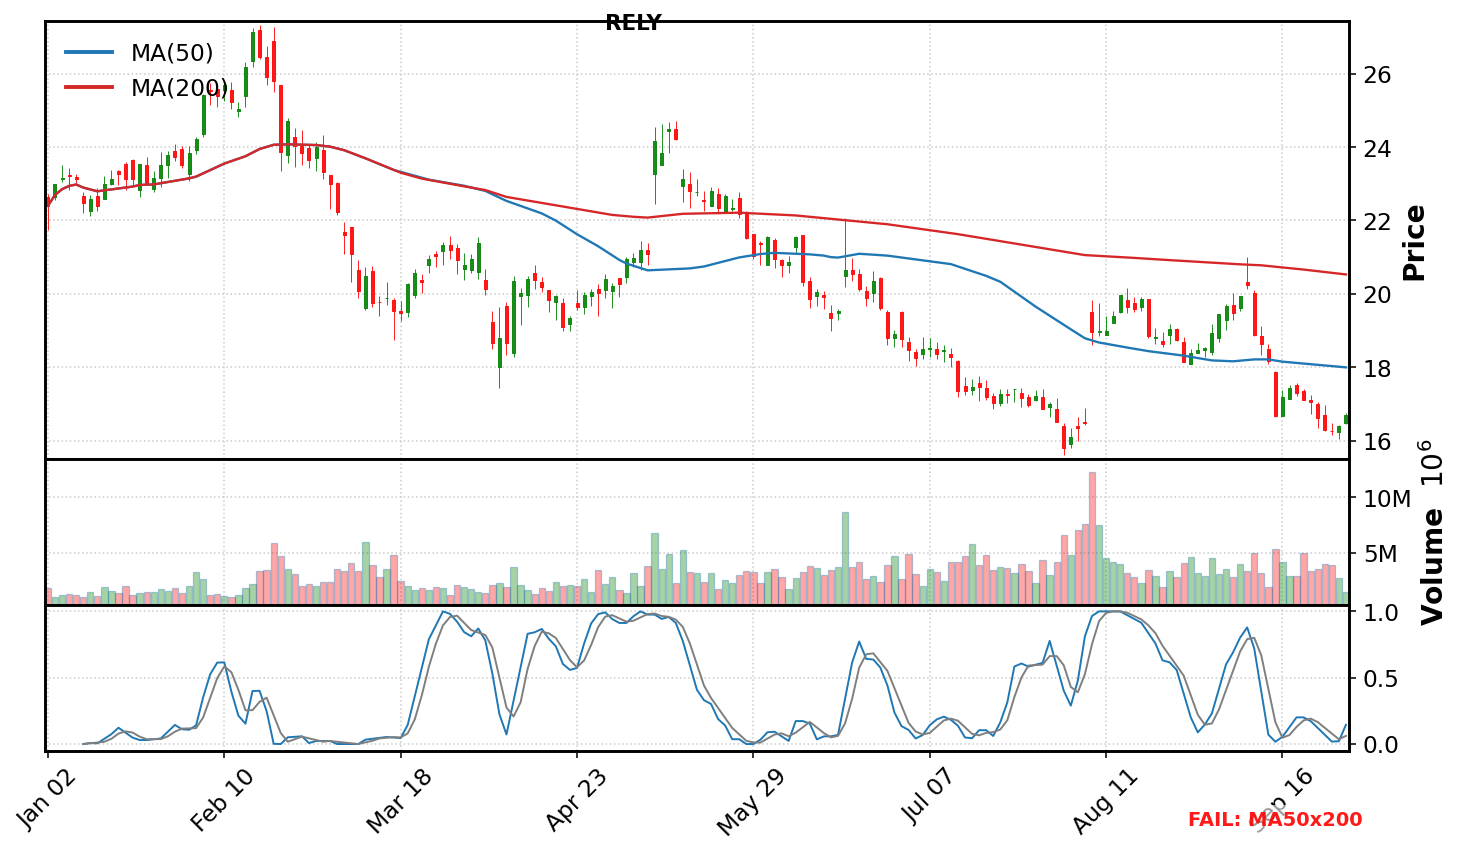 RELY
MA(50)
MA(200)
26
24
22
20
18
16
Price
10M
5M
Volume 10⁶
1.0
0.5
0.0
Jan 02
Feb 10
Mar 18
Apr 23
May 29
Jul 07
Aug 11
Sep 16
FAIL: MA50x200